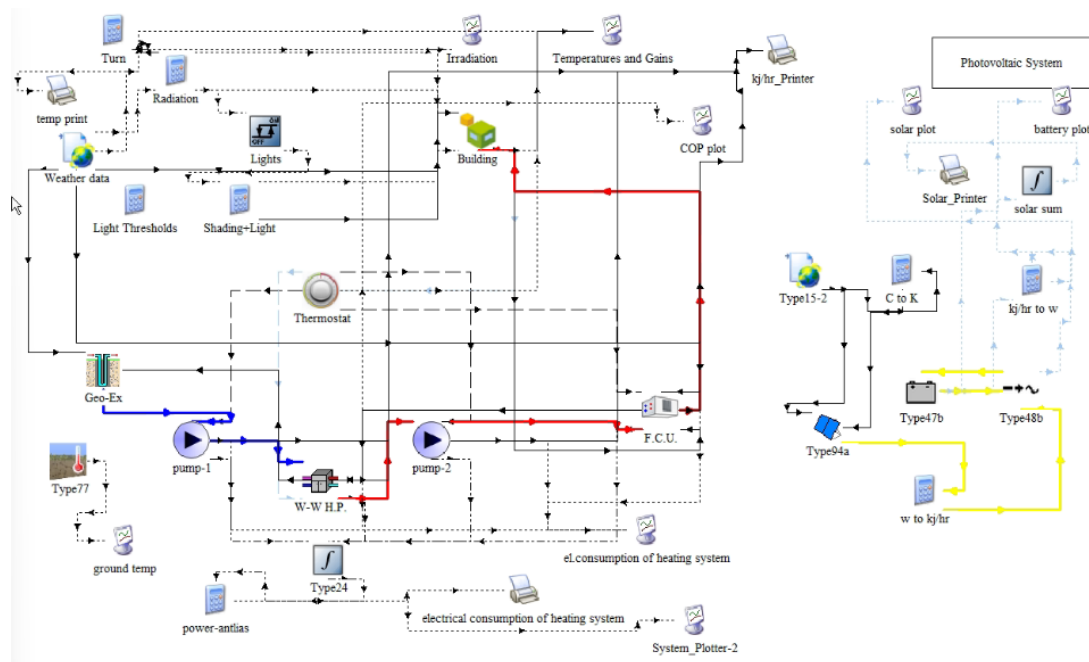 Turn
Irradiation
Temperatures and Gains
kj/hr_Printer
Photovoltaic System
temp print
Radiation
ON
OFF
Lights
Building
COP plot
solar plot
battery plot
Weather data
Light Thresholds
Shading+Light
Solar_Printer
solar sum
Thermostat
Type15-2
C to K
kj/hr to w
Geo-Ex
F.C.U.
Type47b
Type48b
pump-1
pump-2
Type94a
Type77
W-W H.P.
w to kj/hr
ground temp
Type24
el.consumption of heating system
power-antlias
electrical consumption of heating system
System_Plotter-2